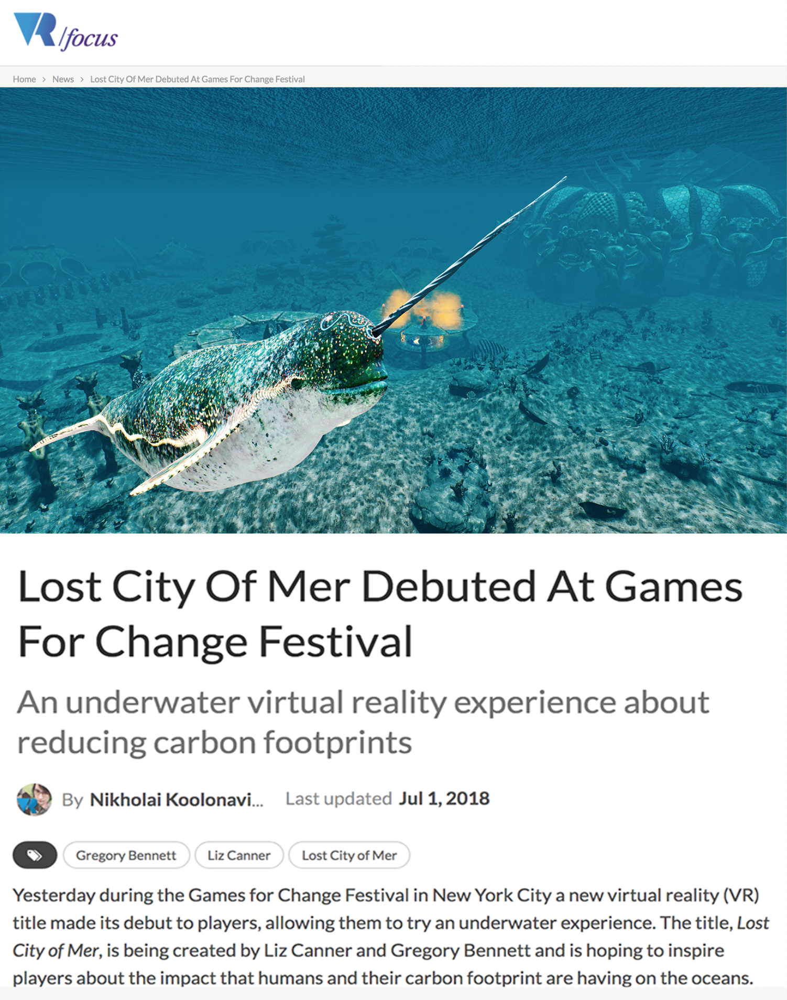 VR/focus
Home > News > Lost City Of Mer Debuted At Games For Change Festival
Lost City Of Mer Debuted At Games
For Change Festival
An underwater virtual reality experience about
reducing carbon footprints
By Nikholai Koolonavi... Last updated Jul 1, 2018
Gregory Bennett Liz Canner Lost City of Mer
Yesterday during the Games for Change Festival in New York City a new virtual reality (VR)
title made its debut to players, allowing them to try an underwater experience. The title, Lost
City of Mer, is being created by Liz Canner and Gregory Bennett and is hoping to inspire
players about the impact that humans and their carbon footprint are having on the oceans.